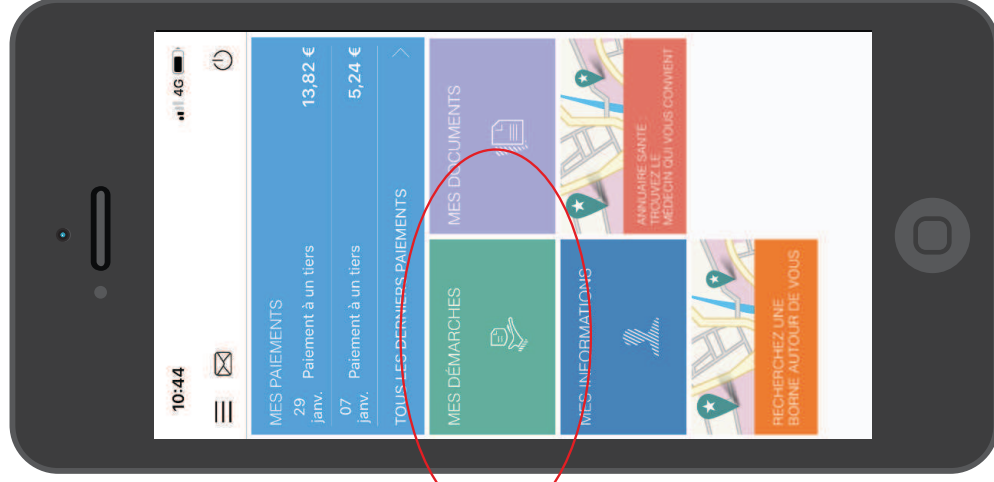 10:44
4G
MES PAIEMENTS
29 janv. Paiement à un tiers 13,82 €
07 janv. Paiement à un tiers 5,24 €
TOUS LES DERNIERS PAIEMENTS
MES DÉMARCHES
MES DOCUMENTS
MES INFORMATIONS
ANNUAIRE SANTÉ :
TROUVEZ LE
MÉDECIN QUI VOUS CONVIENT
RECHERCHEZ UNE
BORNE AUTOUR DE VOUS